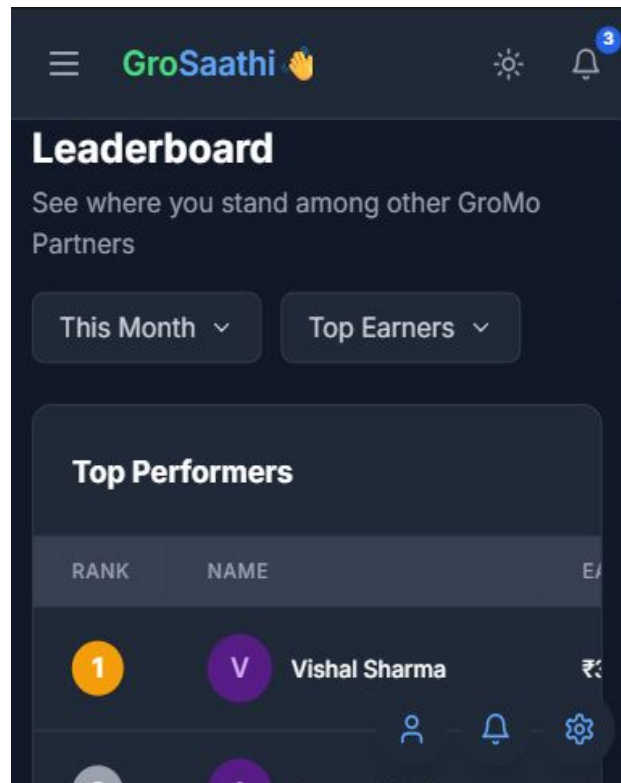 GroSaathi 👋
3
Leaderboard
See where you stand among other GroMo
Partners
This Month
Top Earners
Top Performers
RANK NAME
1 V Vishal Sharma